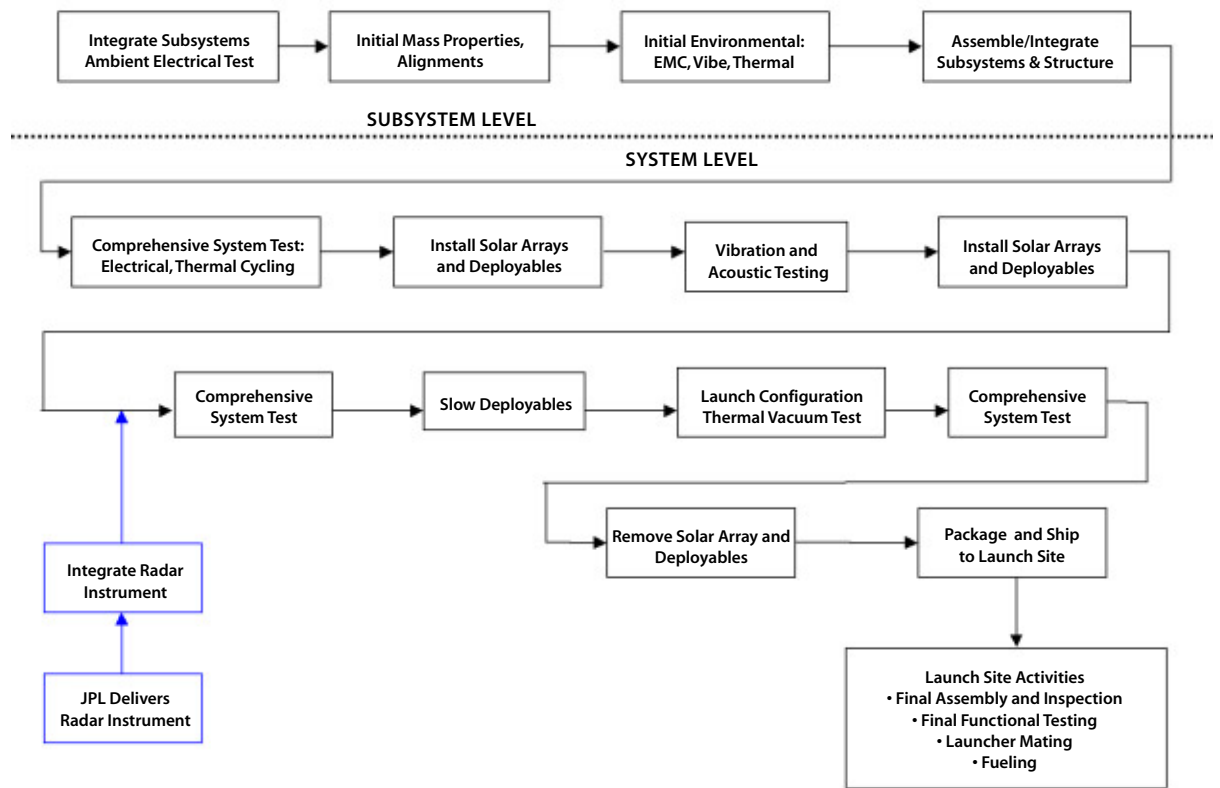 Integrate Subsystems
Ambient Electrical Test
Initial Mass Properties,
Alignments
Initial Environmental:
EMC, Vibe, Thermal
Assemble/Integrate
Subsystems & Structure
SUBSYSTEM LEVEL
SYSTEM LEVEL
Comprehensive System Test:
Electrical, Thermal Cycling
Install Solar Arrays
and Deployables
Vibration and
Acoustic Testing
Install Solar Arrays
and Deployables
Comprehensive
System Test
Slow Deployables
Launch Configuration
Thermal Vacuum Test
Comprehensive
System Test
Remove Solar Array and
Deployables
Package and Ship
to Launch Site
Integrate Radar
Instrument
JPL Delivers
Radar Instrument
Launch Site Activities
• Final Assembly and Inspection
• Final Functional Testing
• Launcher Mating
• Fueling